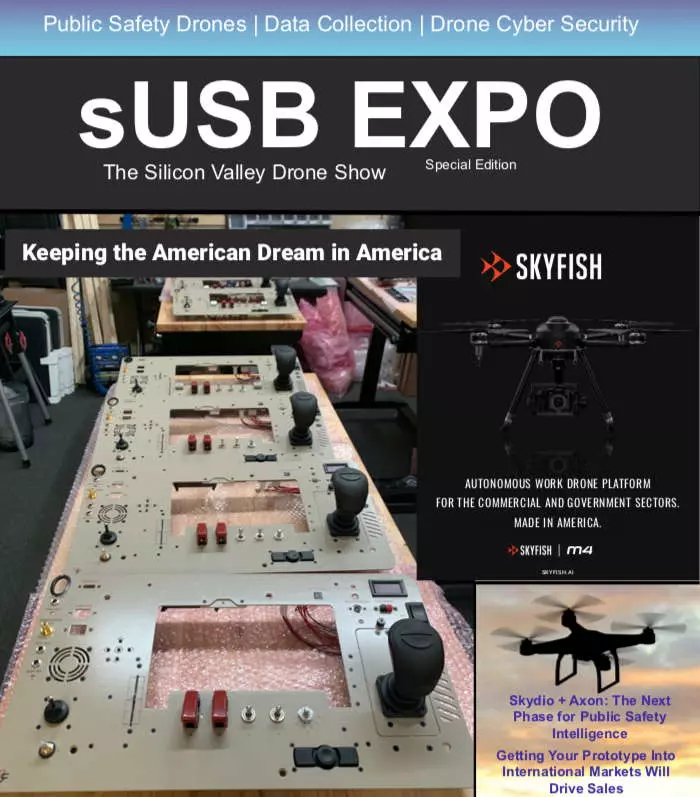 Public Safety Drones | Data Collection | Drone Cyber Security
sUSB EXPO
The Silicon Valley Drone Show
Special Edition
Keeping the American Dream in America
SKYFISH
AUTONOMOUS WORK DRONE PLATFORM
FOR THE COMMERCIAL AND GOVERNMENT SECTORS.
MADE IN AMERICA.
SKYFISH | M4
SKYFISH.AI
Skydio + Axon: The Next
Phase for Public Safety
Intelligence
Getting Your Prototype Into
International Markets Will
Drive Sales